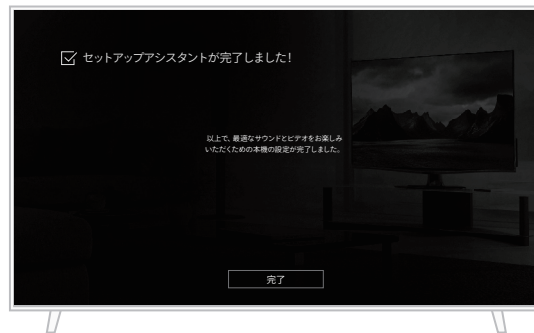 セットアップアシスタントが完了しました!
以上で、最適なサウンドとビデオをお楽しみ
いただくための本機の設定が完了しました。
完了